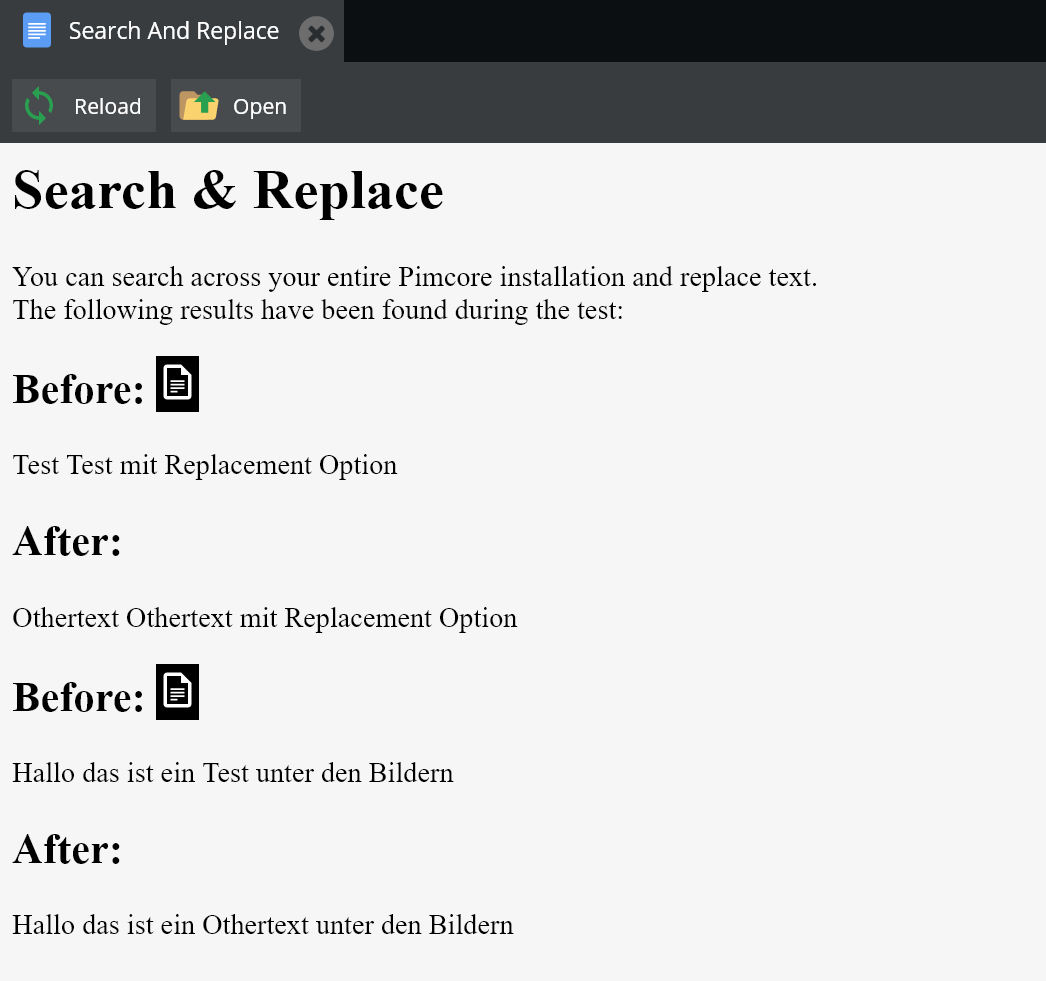 Search And Replace
Reload Open
Search & Replace
You can search across your entire Pimcore installation and replace text.
The following results have been found during the test:
Before:
Test Test mit Replacement Option
After:
Othertext Othertext mit Replacement Option
Before:
Hallo das ist ein Test unter den Bildern
After:
Hallo das ist ein Othertext unter den Bildern